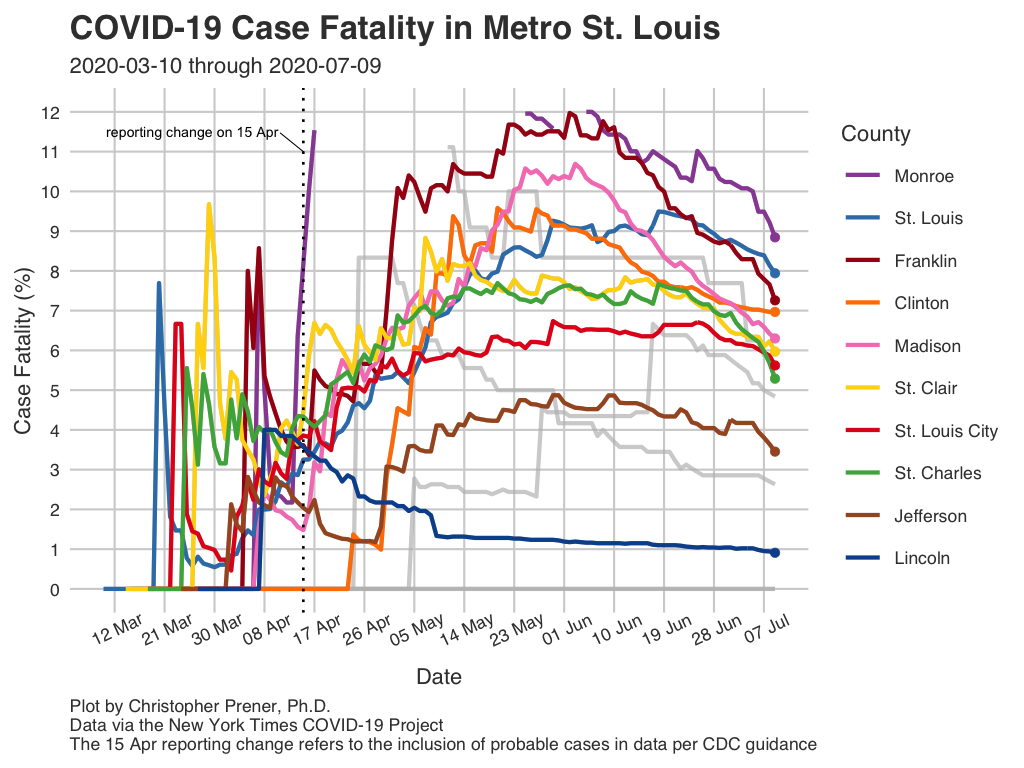 COVID-19 Case Fatality in Metro St. Louis
2020-03-10 through 2020-07-09
Case Fatality (%)
12
11
10
9
8
7
6
5
4
3
2
1
0
reporting change on 15 Apr
12 Mar 21 Mar 30 Mar 08 Apr 17 Apr 26 Apr 05 May 14 May 23 May 01 Jun 10 Jun 19 Jun 28 Jun 07 Jul
Date
County
Monroe
St. Louis
Franklin
Clinton
Madison
St. Clair
St. Louis City
St. Charles
Jefferson
Lincoln
Plot by Christopher Prener, Ph.D.
Data via the New York Times COVID-19 Project
The 15 Apr reporting change refers to the inclusion of probable cases in data per CDC guidance